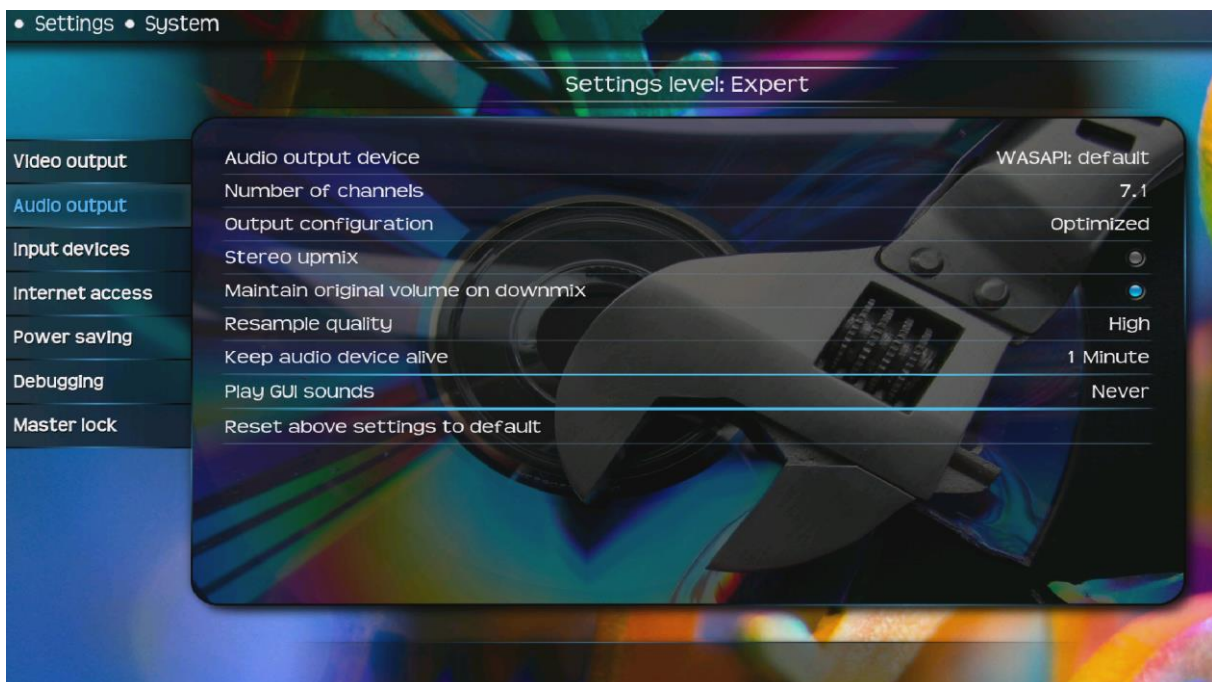 • Settings • System
Settings level: Expert
Video output
Audio output
Input devices
Internet access
Power saving
Debugging
Master lock
Audio output device WASAPI: default
Number of channels 7.1
Output configuration Optimized
Stereo upmix
Maintain original volume on downmix
Resample quality High
Keep audio device alive 1 Minute
Play GUI sounds Never
Reset above settings to default